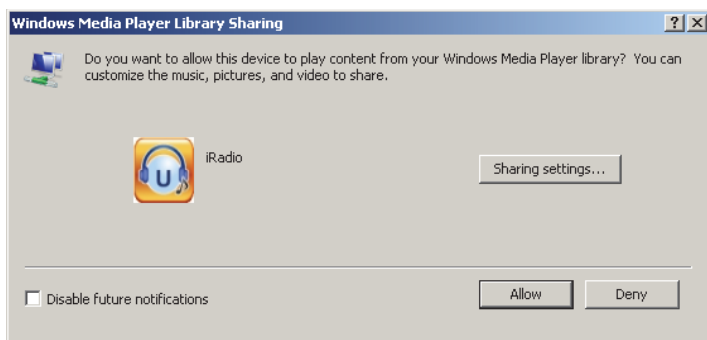 Windows Media Player Library Sharing
Do you want to allow this device to play content from your Windows Media Player library? You can
customize the music, pictures, and video to share.
U
iRadio
Sharing settings...
Disable future notifications
Allow
Deny